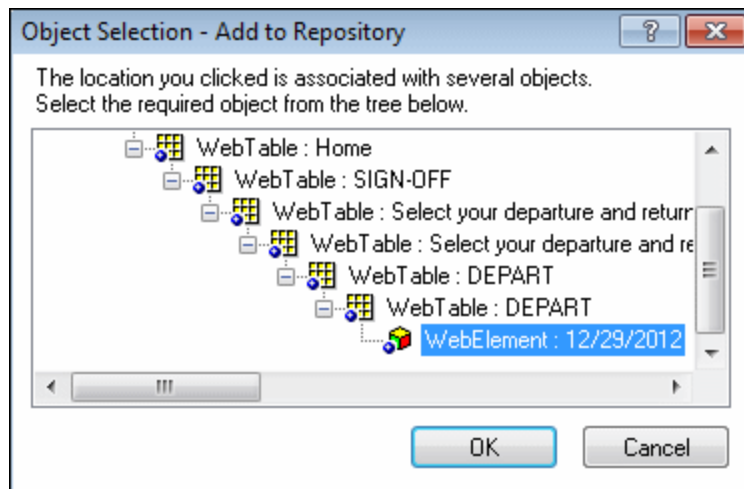 Object Selection - Add to Repository
The location you clicked is associated with several objects.
Select the required object from the tree below.
WebTable : Home
WebTable : SIGN-OFF
WebTable : Select your departure and return
WebTable : Select your departure and re
WebTable : DEPART
WebTable : DEPART
WebElement : 12/29/2012
OK Cancel